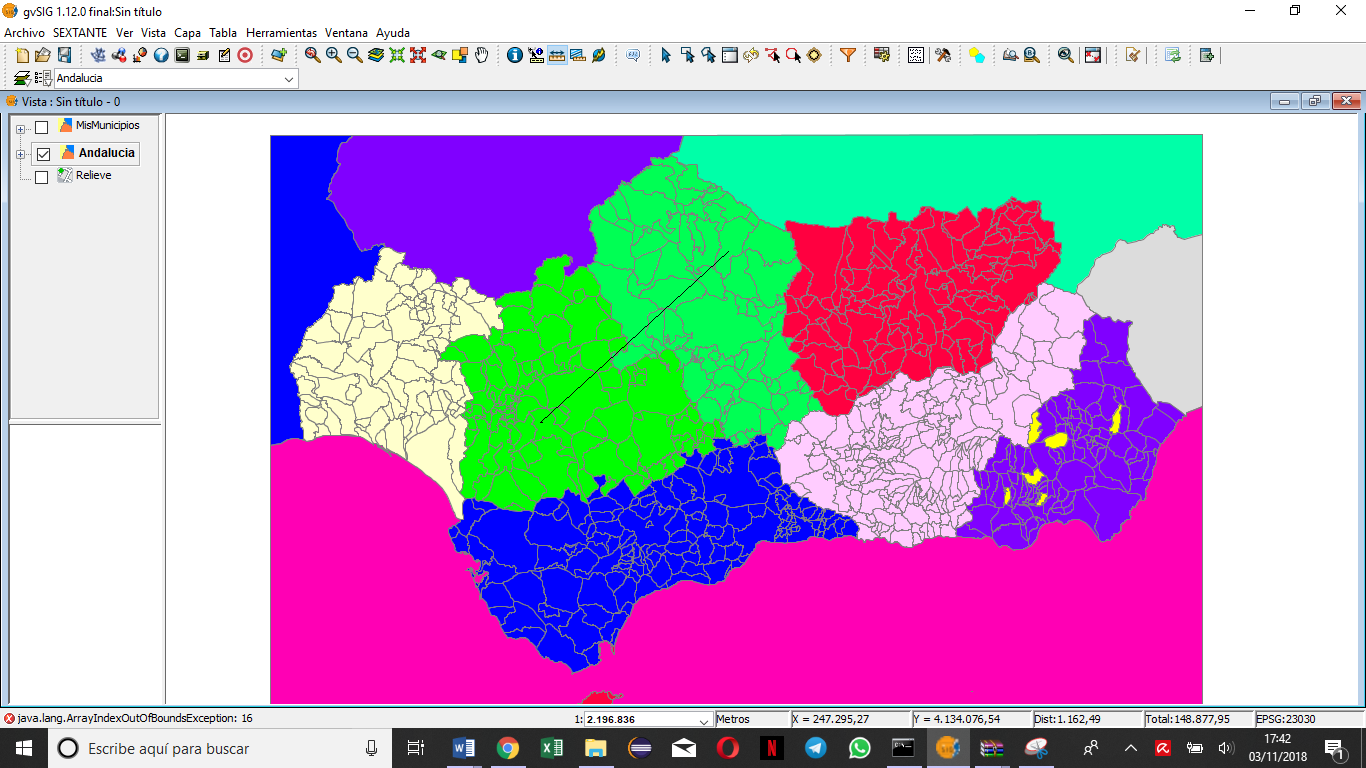 gvSIG 1.12.0 final:Sin título
Archivo SEXTANTE Ver Vista Capa Tabla Herramientas Ventana Ayuda
Andalucia
Vista : Sin título - 0
MisMunicipios
Andalucia
Relieve
java.lang.ArrayIndexOutOfBoundsException: 16
1: 2.196.836 Metros X = 247.295,27 Y = 4.134.076,54 Dist:1.162,49 Total:148.877,95 EPSG:23030
Escribe aquí para buscar
17:42
03/11/2018
1